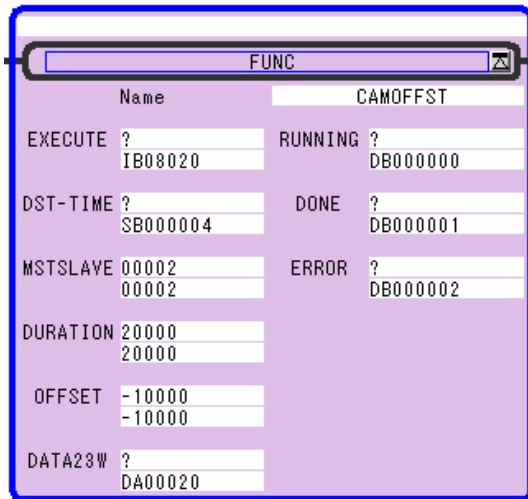 FUNC
Name CAMOFFST
EXECUTE ? RUNNING ?
IB08020 DB000000
DST-TIME ? DONE ?
SB000004 DB000001
MSTSLAVE 00002 ERROR ?
00002 DB000002
DURATION 20000
20000
OFFSET -10000
-10000
DATA23W ?
DA00020